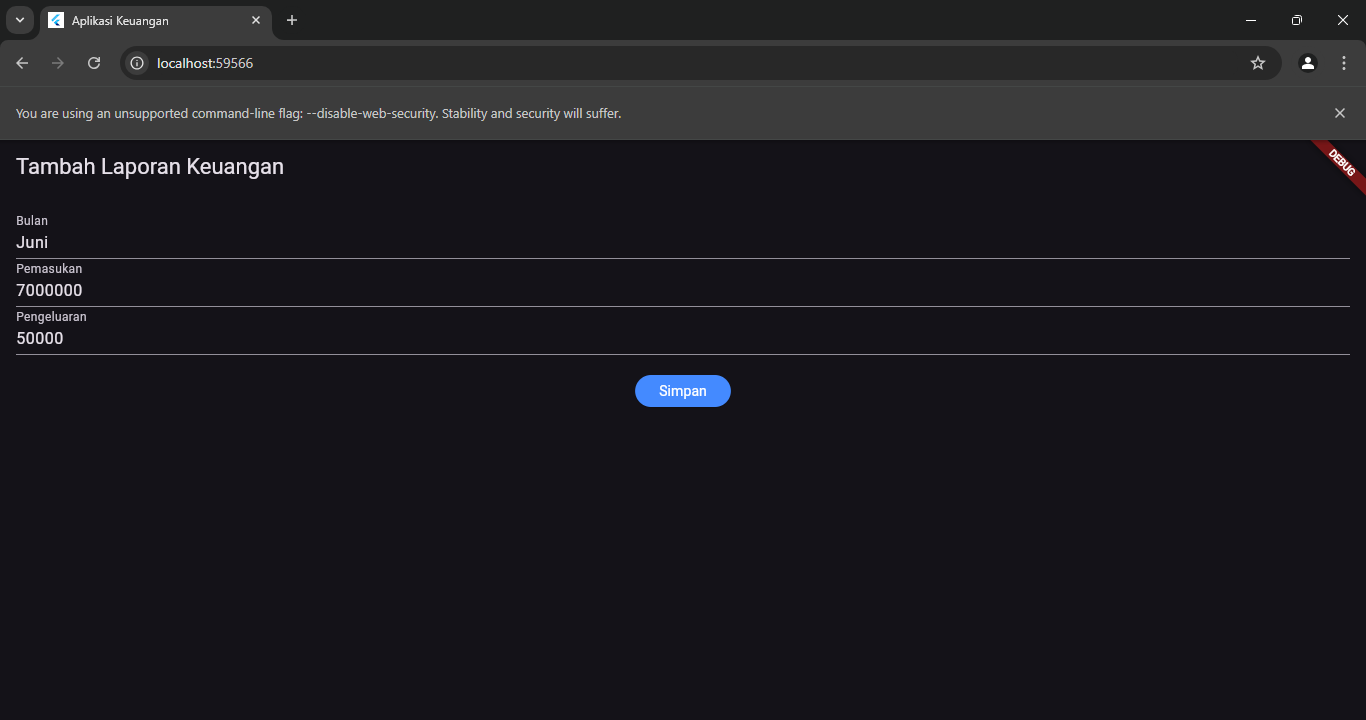 Aplikasi Keuangan
localhost:59566
You are using an unsupported command-line flag: --disable-web-security. Stability and security will suffer.
Tambah Laporan Keuangan
DEBUG
Bulan
Juni
Pemasukan
7000000
Pengeluaran
50000
Simpan